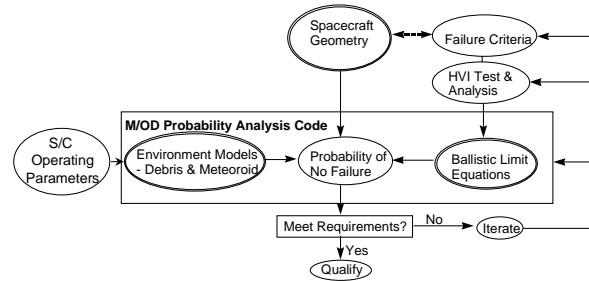 Spacecraft
Geometry
Failure Criteria
HVI Test &
Analysis
M/OD Probability Analysis Code
S/C
Operating
Parameters
Environment Models
- Debris & Meteoroid
Probability of
No Failure
Ballistic Limit
Equations
Meet Requirements?
No
Iterate
Yes
Qualify